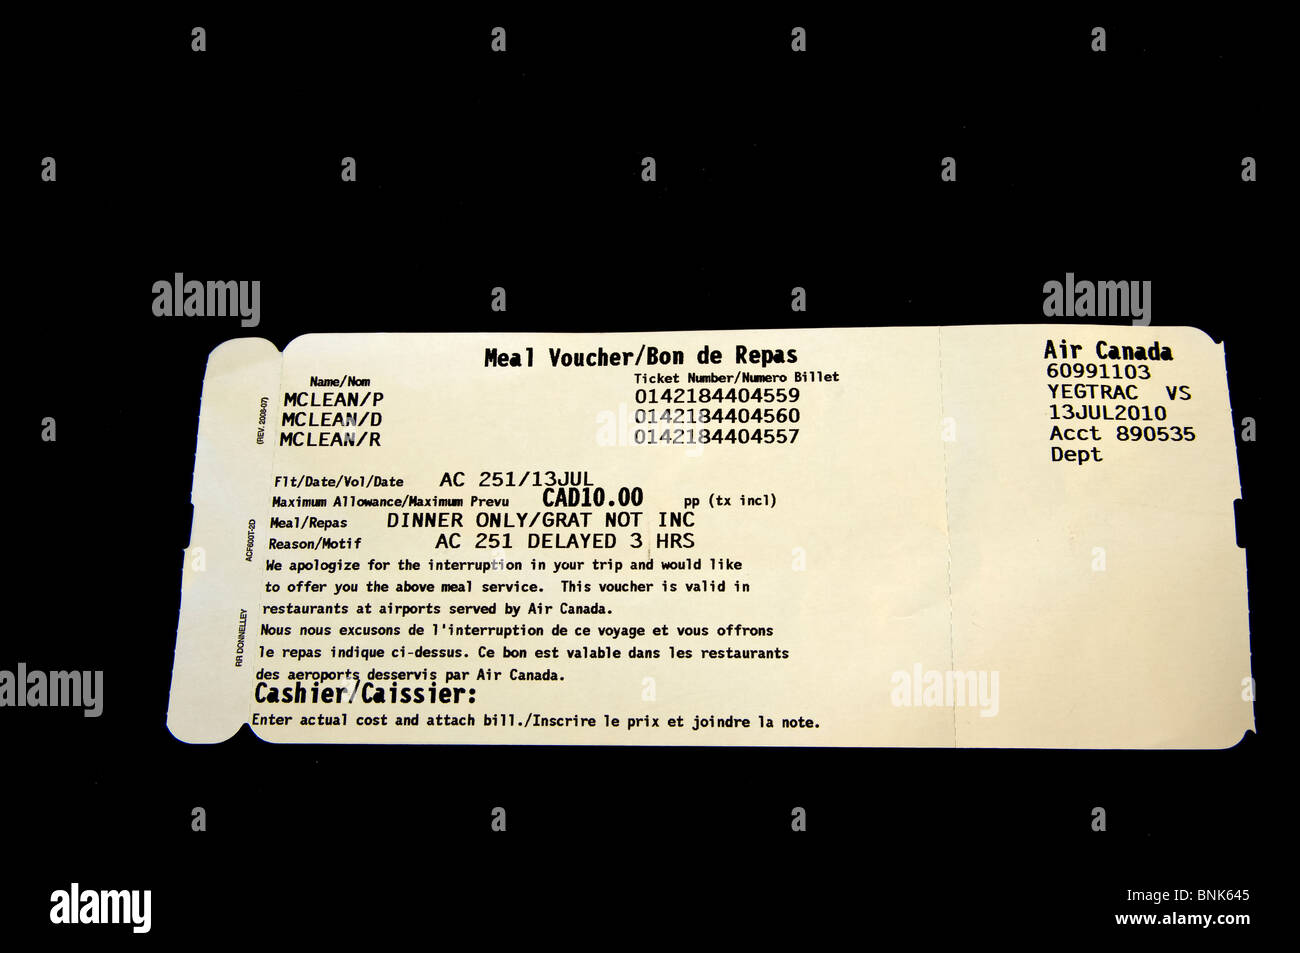 Meal Voucher/Bon de Repas
Name/Nom Ticket Number/Numero Billet
MCLEAN/P 0142184404559
MCLEAN/D 0142184404560
MCLEAN/R 0142184404557
Flt/Date/Vol/Date AC 251/13JUL
Maximum Allowance/Maximum Prevu CAD10.00 pp (tx incl)
Meal/Repas DINNER ONLY/GRAT NOT INC
Reason/Motif AC 251 DELAYED 3 HRS
We apologize for the interruption in your trip and would like
to offer you the above meal service. This voucher is valid in
restaurants at airports served by Air Canada.
Nous nous excusons de l'interruption de ce voyage et vous offrons
le repas indique ci-dessus. Ce bon est valable dans les restaurants
des aeroports desservis par Air Canada.
Cashier/Caissier:
Enter actual cost and attach bill./Inscrire le prix et joindre la note.
Air Canada
60991103
YEGTRAC VS
13JUL2010
Acct 890535
Dept
(REV. 2008-07)
ACF600T-2D
RR DONNELLEY
a a a a
a a a a a
alamy a a alamy
a a a a a
alamy a a alamy
a a a a
alamy
Image ID: BNK645
www.alamy.com